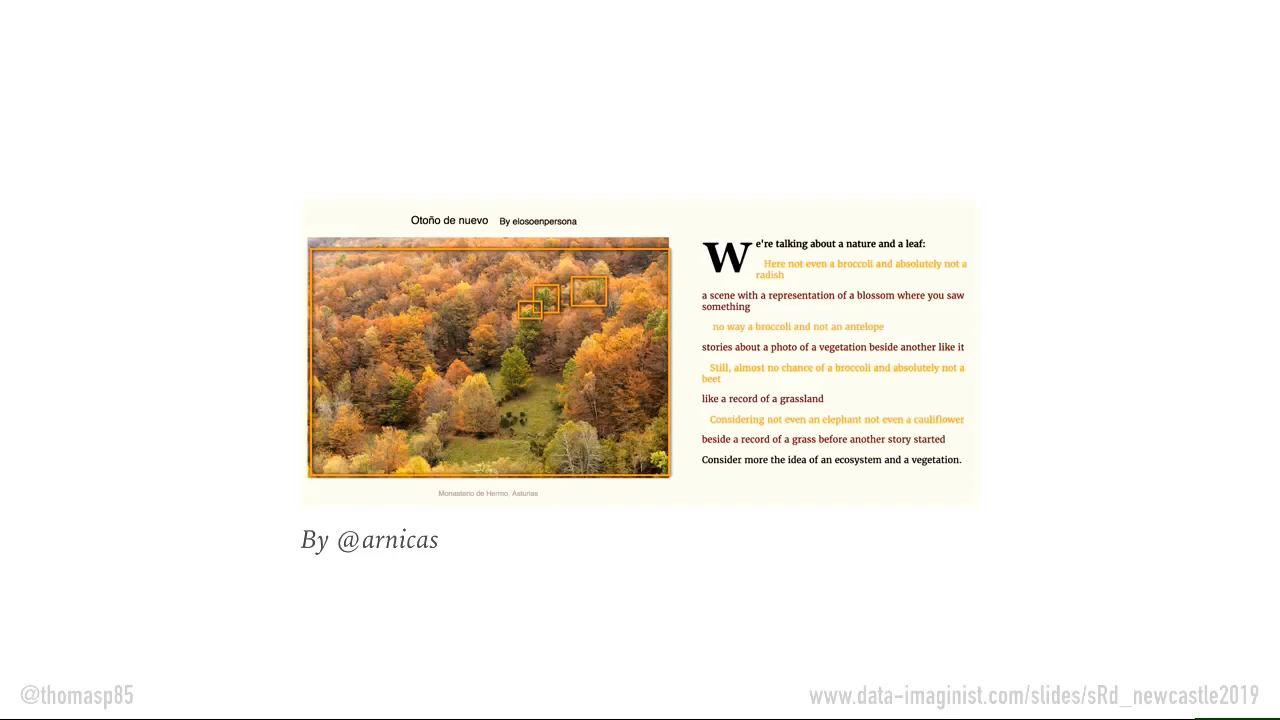 Otoño de nuevo By elosoenpersona
Monasterio de Hermo. Asturias
We're talking about a nature and a leaf:
Here not even a broccoli and absolutely not a
radish
a scene with a representation of a blossom where you saw
something
no way a broccoli and not an antelope
stories about a photo of a vegetation beside another like it
Still, almost no chance of a broccoli and absolutely not a
beet
like a record of a grassland
Considering not even an elephant not even a cauliflower
beside a record of a grass before another story started
Consider more the idea of an ecosystem and a vegetation.
By @arnicas
@thomasp85
www.data-imaginist.com/slides/sRd_newcastle2019